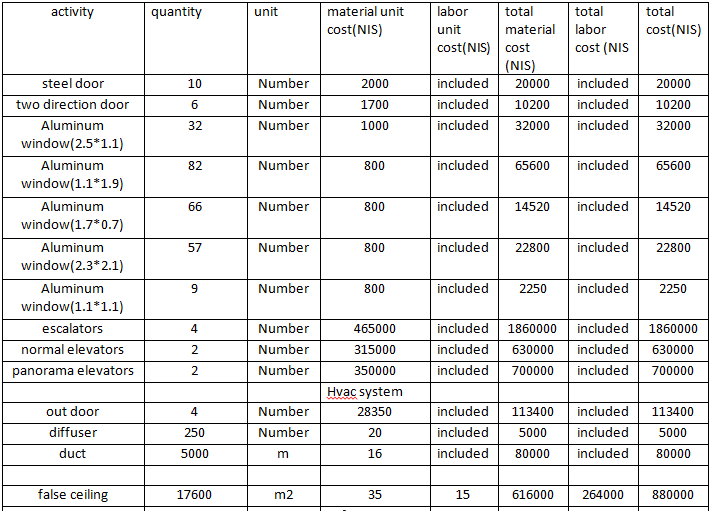 activity quantity unit material unit cost(NIS) labor unit cost(NIS) total material cost (NIS) total labor cost (NIS total cost(NIS)
steel door 10 Number 2000 included 20000 included 20000
two direction door 6 Number 1700 included 10200 included 10200
Aluminum window(2.5*1.1) 32 Number 1000 included 32000 included 32000
Aluminum window(1.1*1.9) 82 Number 800 included 65600 included 65600
Aluminum window(1.7*0.7) 66 Number 800 included 14520 included 14520
Aluminum window(2.3*2.1) 57 Number 800 included 22800 included 22800
Aluminum window(1.1*1.1) 9 Number 800 included 2250 included 2250
escalators 4 Number 465000 included 1860000 included 1860000
normal elevators 2 Number 315000 included 630000 included 630000
panorama elevators 2 Number 350000 included 700000 included 700000
Hvac system
out door 4 Number 28350 included 113400 included 113400
diffuser 250 Number 20 included 5000 included 5000
duct 5000 m 16 included 80000 included 80000
false ceiling 17600 m2 35 15 616000 264000 880000